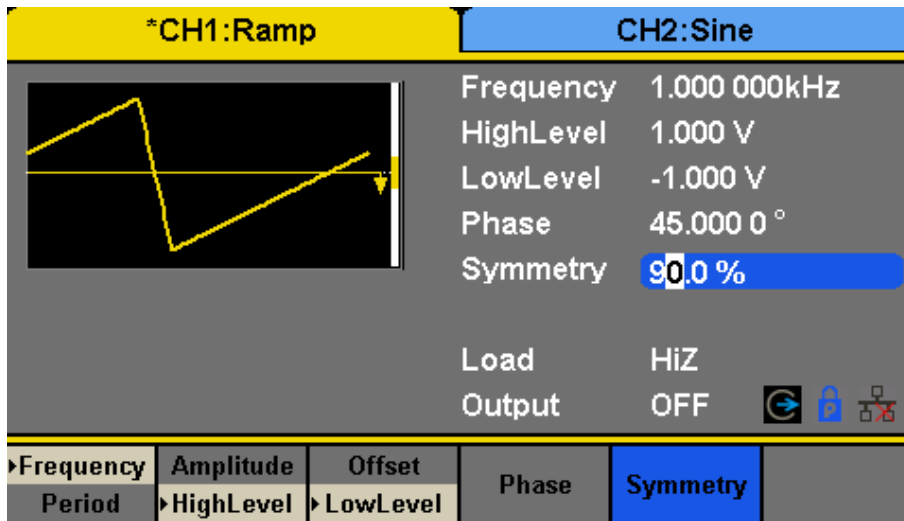 *CH1:Ramp CH2:Sine
Frequency 1.000 000kHz
HighLevel 1.000 V
LowLevel -1.000 V
Phase 45.000 0 °
Symmetry 90.0 %
Load HiZ
Output OFF P
Frequency Amplitude Offset Phase Symmetry
Period HighLevel LowLevel